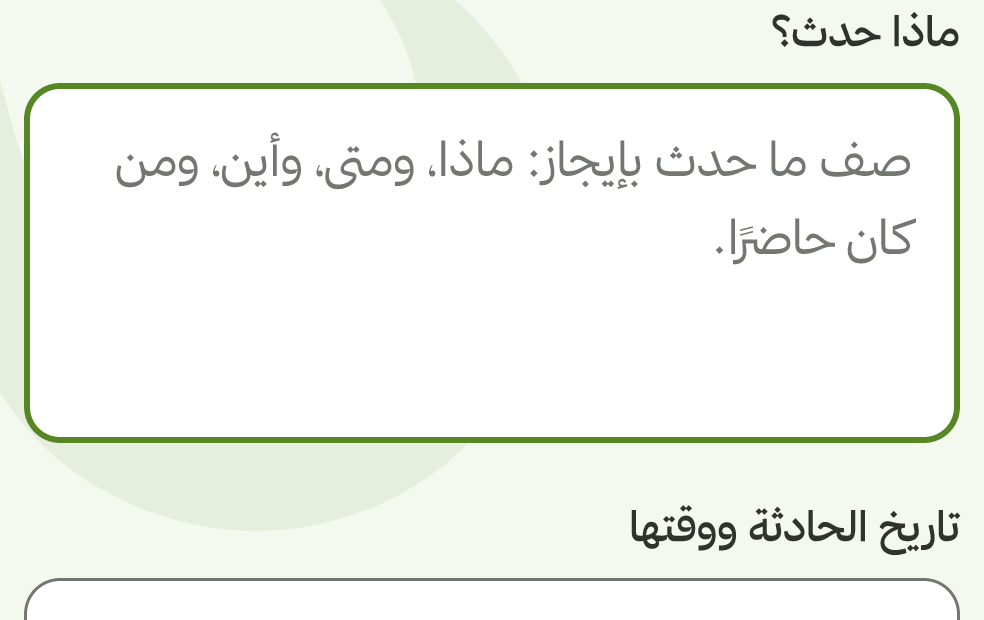 ماذا حدث؟
صف ما حدث بإيجاز: ماذا، ومتى، وأين، ومن
كان حاضرًا.
تاريخ الحادثة ووقتها